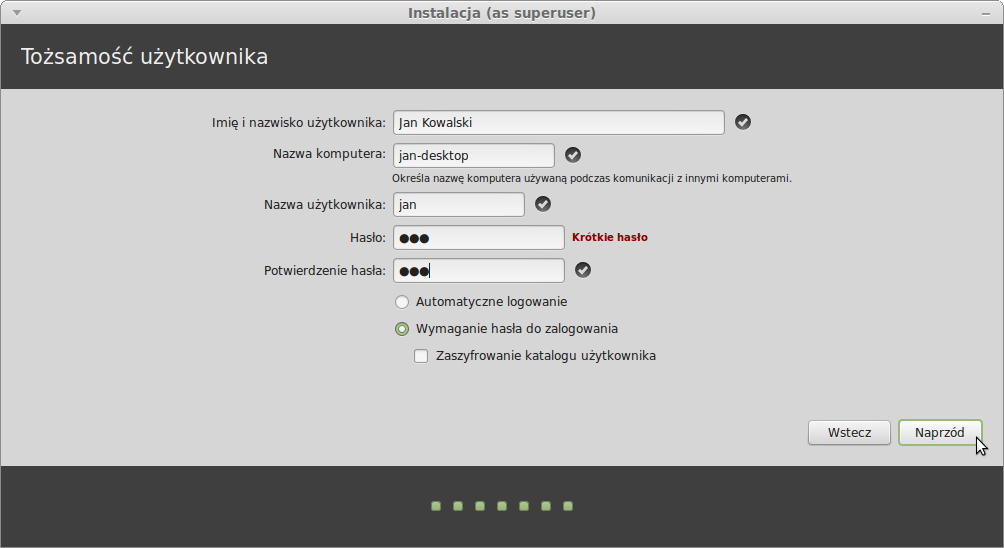 Instalacja (as superuser)
Tożsamość użytkownika
Imię i nazwisko użytkownika: Jan Kowalski
Nazwa komputera: jan-desktop
Określa nazwę komputera używaną podczas komunikacji z innymi komputerami.
Nazwa użytkownika: jan
Hasło: ●●● Krótkie hasło
Potwierdzenie hasła: ●●●
Automatyczne logowanie
Wymaganie hasła do zalogowania
Zaszyfrowanie katalogu użytkownika
Wstecz Naprzód